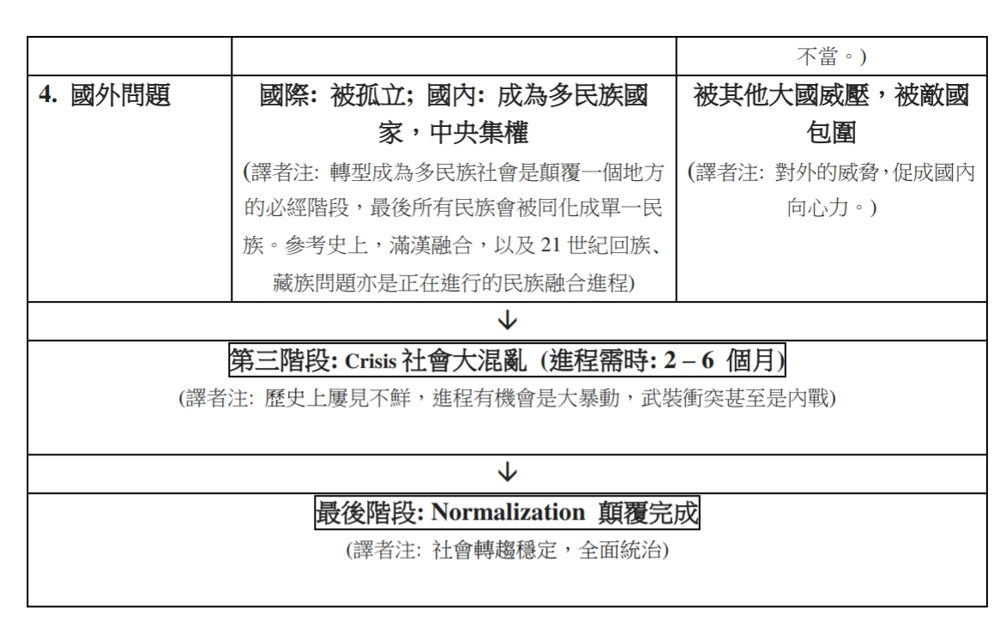 不當。)
4. 國外問題
國際: 被孤立; 國內: 成為多民族國
家，中央集權
(譯者注: 轉型成為多民族社會是顛覆一個地方
的必經階段，最後所有民族會被同化成單一民
族。參考史上，滿漢融合，以及 21 世紀回族、
藏族問題亦是正在進行的民族融合進程)
被其他大國威壓，被敵國
包圍
(譯者注: 對外的威脅，促成國內
向心力。)
↓
第三階段: Crisis 社會大混亂 (進程需時: 2 – 6 個月)
(譯者注: 歷史上屢見不鮮，進程有機會是大暴動，武裝衝突甚至是內戰)
↓
最後階段: Normalization 顛覆完成
(譯者注: 社會轉趨穩定，全面統治)